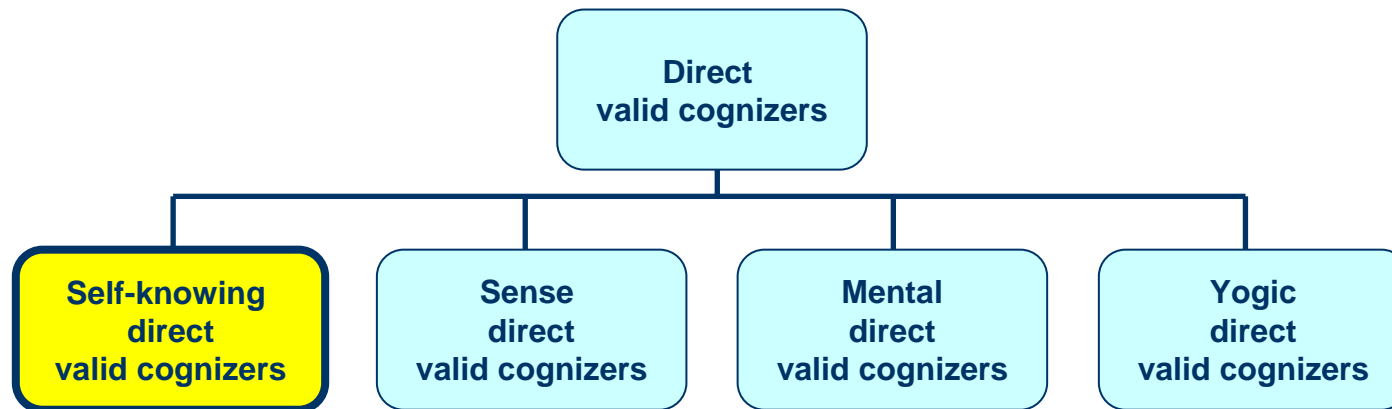 Direct
valid cognizers
Self-knowing
direct
valid cognizers
Sense
direct
valid cognizers
Mental
direct
valid cognizers
Yogic
direct
valid cognizers